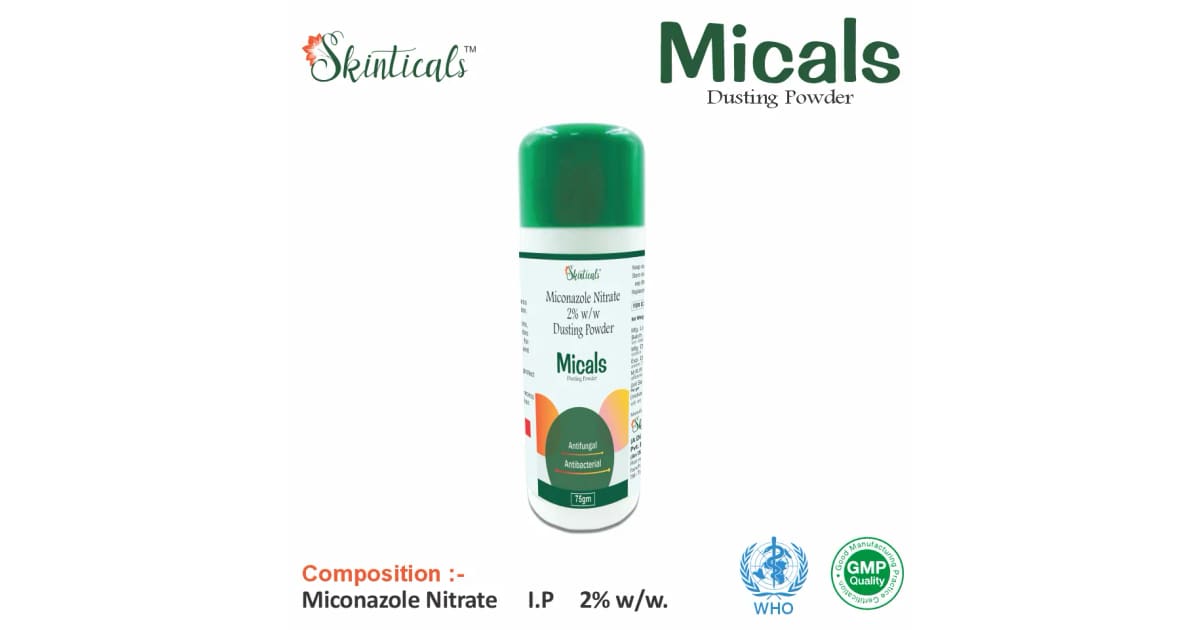 Skinticals™
Micals
Dusting Powder
Skinticals
Miconazole Nitrate
2% w/w
Dusting Powder
Micals
Dusting Powder
Antifungal
Antibacterial
75gm
Composition :-
Miconazole Nitrate I.P 2% w/w.
WHO
Good Manufacturing
GMP
Quality
Practice Certification